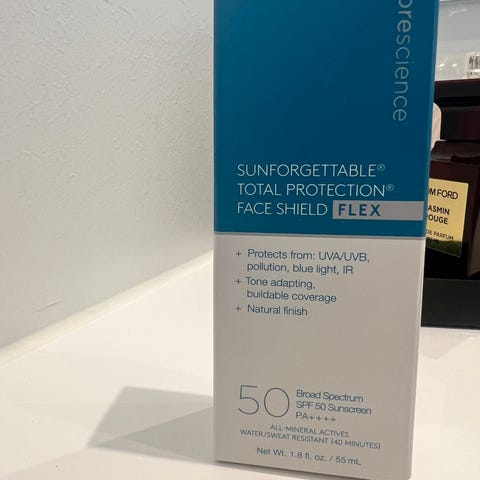 orescience
SUNFORGETTABLE®
TOTAL PROTECTION®
FACE SHIELD FLEX
+ Protects from: UVA/UVB,
pollution, blue light, IR
+ Tone adapting,
buildable coverage
+ Natural finish
50 Broad Spectrum
SPF 50 Sunscreen
PA++++
ALL-MINERAL ACTIVES
WATER/SWEAT RESISTANT (40 MINUTES)
Net Wt. 1.8 fl. oz. / 55 mL
OM FORD
ASMIN
ROUGE
DE PARFUM